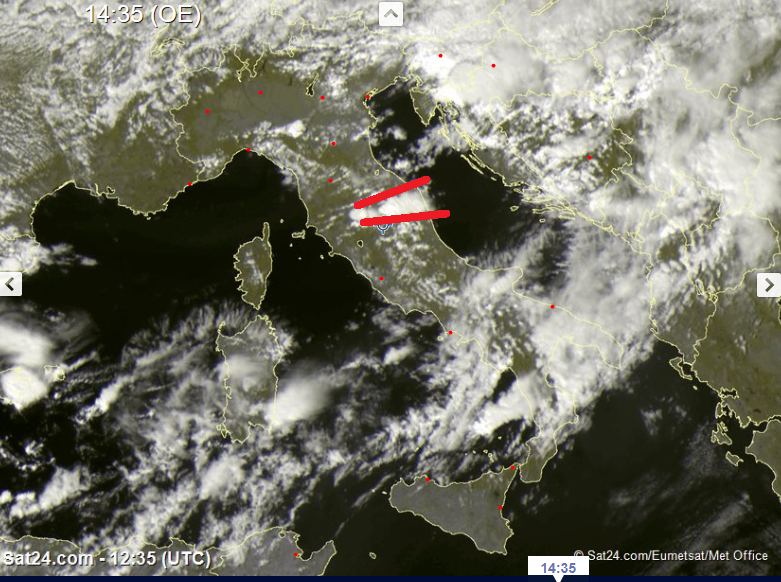 14:35 (OE)
Sat24.com - 12:35 (UTC)
© Sat24.com/Eumetsat/Met Office
14:35